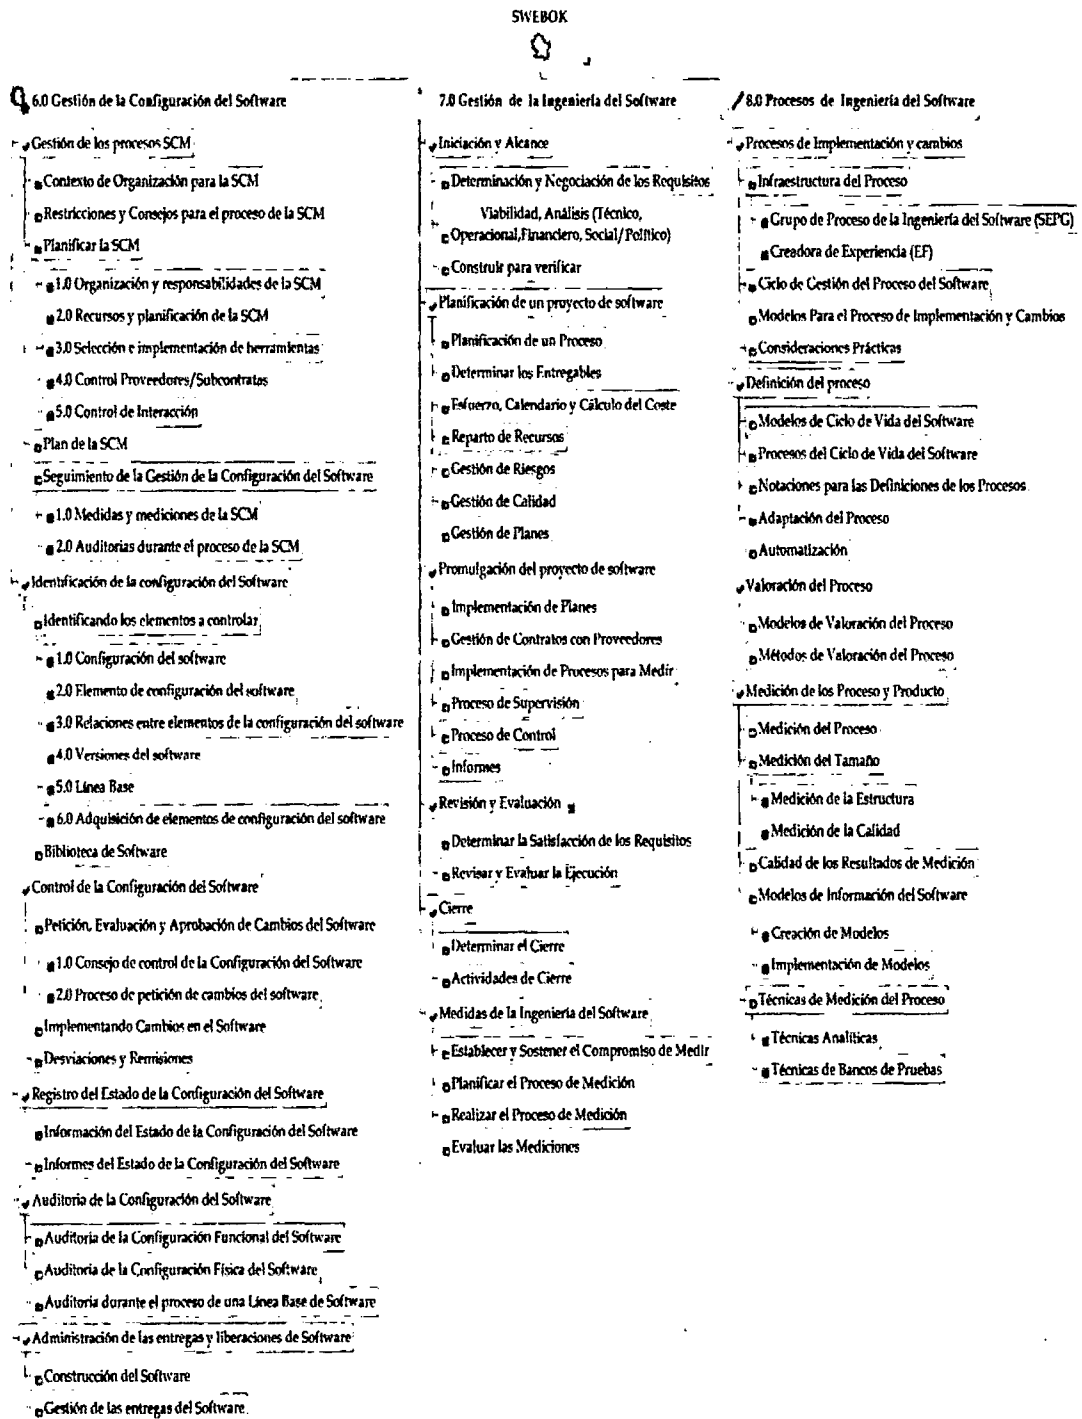 SWEBOK
6.0 Gestión de la Configuración del Software
Gestión de los procesos SCM
Contexto de Organización para la SCM
Restricciones y Consejos para el proceso de la SCM
Planificar la SCM
1.0 Organización y responsabilidades de la SCM
2.0 Recursos y planificación de la SCM
3.0 Selección e implementación de herramientas
4.0 Control Proveedores/Subcontratas
5.0 Control de Interacción
Plan de la SCM
Seguimiento de la Gestión de la Configuración del Software
1.0 Medidas y mediciones de la SCM
2.0 Auditorias durante el proceso de la SCM
Identificación de la configuración del Software
Identificando los elementos a controlar
1.0 Configuración del software
2.0 Elemento de configuración del software
3.0 Relaciones entre elementos de la configuración del software
4.0 Versiones del software
5.0 Línea Base
6.0 Adquisición de elementos de configuración del software
Biblioteca de Software
Control de la Configuración del Software
Petición, Evaluación y Aprobación de Cambios del Software
1.0 Consejo de control de la Configuración del Software
2.0 Proceso de petición de cambios del software
Implementando Cambios en el Software
Desviaciones y Remisiones
Registro del Estado de la Configuración del Software
Información del Estado de la Configuración del Software
Informes del Estado de la Configuración del Software
Auditoria de la Configuración del Software
Auditoria de la Configuración Funcional del Software
Auditoria de la Configuración Física del Software
Auditoria durante el proceso de una Línea Base de Software
Administración de las entregas y liberaciones de Software
Construcción del Software
Gestión de las entregas del Software
7.0 Gestión de la Ingeniería del Software
Iniciación y Alcance
Determinación y Negociación de los Requisitos
Viabilidad, Análisis (Técnico,
Operacional,Financiero, Social/Político)
Construir para verificar
Planificación de un proyecto de software
Planificación de un Proceso
Determinar los Entregables
Esfuerzo, Calendario y Cálculo del Coste
Reparto de Recursos
Gestión de Riesgos
Gestión de Calidad
Gestión de Planes
Promulgación del proyecto de software
Implementación de Planes
Gestión de Contratos con Proveedores
Implementación de Procesos para Medir
Proceso de Supervisión
Proceso de Control
Informes
Revisión y Evaluación
Determinar la Satisfacción de los Requisitos
Revisar y Evaluar la Ejecución
Cierre
Determinar el Cierre
Actividades de Cierre
Medidas de la Ingeniería del Software
Establecer y Sostener el Compromiso de Medir
Planificar el Proceso de Medición
Realizar el Proceso de Medición
Evaluar las Mediciones
8.0 Procesos de Ingeniería del Software
Procesos de Implementación y cambios
Infraestructura del Proceso
Grupo de Proceso de la Ingeniería del Software (SEPG)
Creadora de Experiencia (EF)
Ciclo de Gestión del Proceso del Software
Modelos Para el Proceso de Implementación y Cambios
Consideraciones Prácticas
Definición del proceso
Modelos de Ciclo de Vida del Software
Procesos del Ciclo de Vida del Software
Notaciones para las Definiciones de los Procesos
Adaptación del Proceso
Automatización
Valoración del Proceso
Modelos de Valoración del Proceso
Métodos de Valoración del Proceso
Medición de los Proceso y Producto
Medición del Proceso
Medición del Tamaño
Medición de la Estructura
Medición de la Calidad
Calidad de los Resultados de Medición
Modelos de Información del Software
Creación de Modelos
Implementación de Modelos
Técnicas de Medición del Proceso
Técnicas Analíticas
Técnicas de Bancos de Pruebas